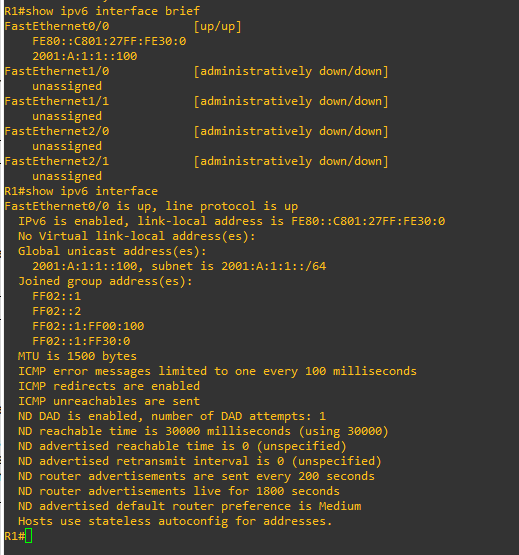 R1#show ipv6 interface brief
FastEthernet0/0 [up/up]
FE80::C801:27FF:FE30:0
2001:A:1:1::100
FastEthernet1/0 [administratively down/down]
unassigned
FastEthernet1/1 [administratively down/down]
unassigned
FastEthernet2/0 [administratively down/down]
unassigned
FastEthernet2/1 [administratively down/down]
unassigned
R1#show ipv6 interface
FastEthernet0/0 is up, line protocol is up
IPv6 is enabled, link-local address is FE80::C801:27FF:FE30:0
No Virtual link-local address(es):
Global unicast address(es):
2001:A:1:1::100, subnet is 2001:A:1:1::/64
Joined group address(es):
FF02::1
FF02::2
FF02::1:FF00:100
FF02::1:FF30:0
MTU is 1500 bytes
ICMP error messages limited to one every 100 milliseconds
ICMP redirects are enabled
ICMP unreachables are sent
ND DAD is enabled, number of DAD attempts: 1
ND reachable time is 30000 milliseconds (using 30000)
ND advertised reachable time is 0 (unspecified)
ND advertised retransmit interval is 0 (unspecified)
ND router advertisements are sent every 200 seconds
ND router advertisements live for 1800 seconds
ND advertised default router preference is Medium
Hosts use stateless autoconfig for addresses.
R1#